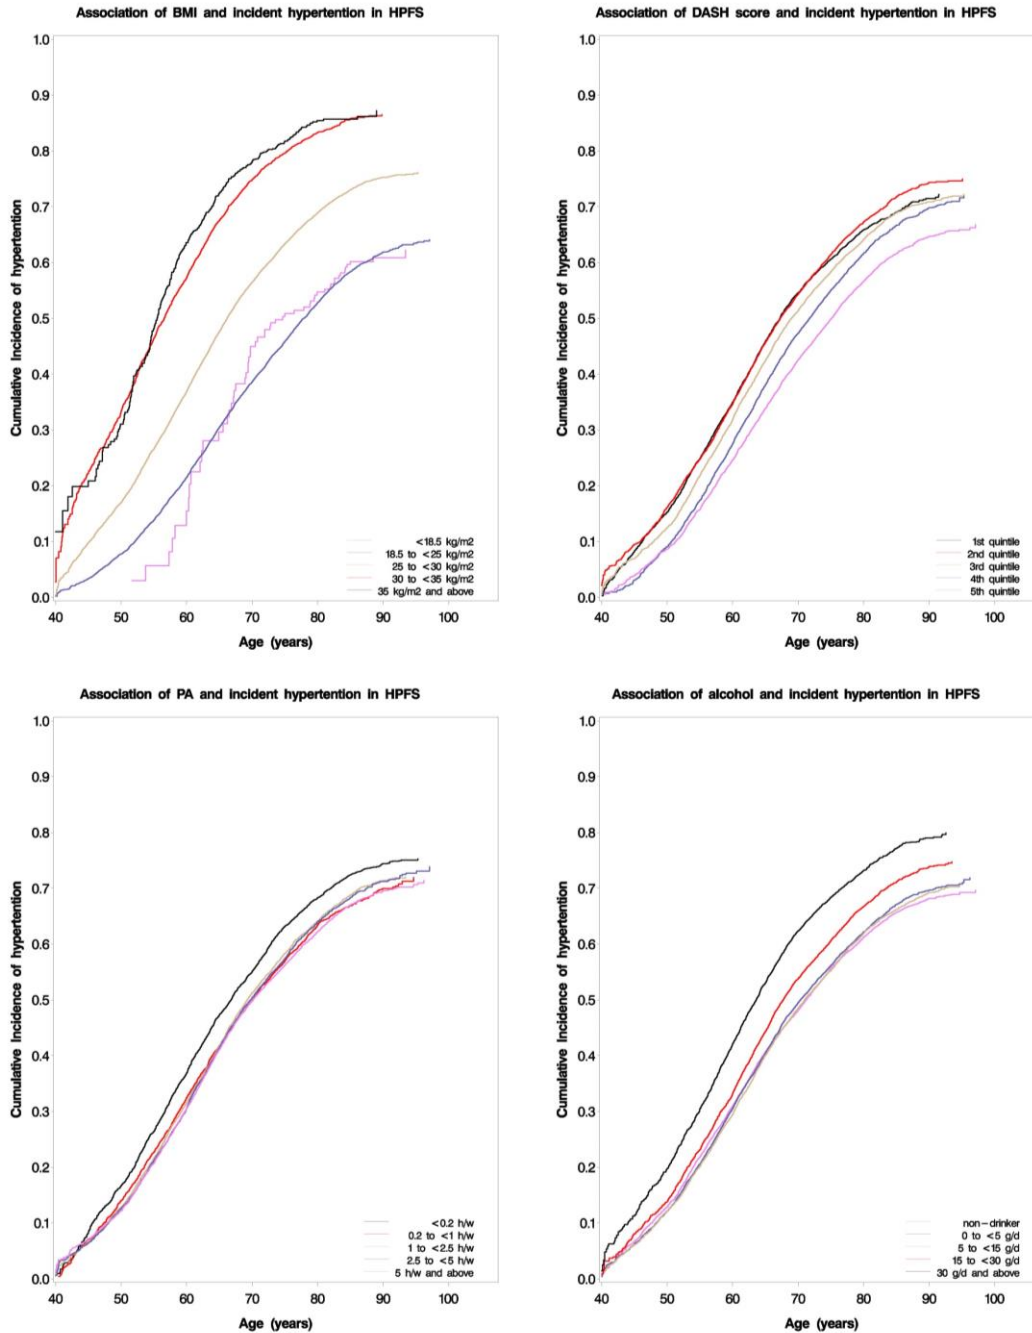 Association of BMI and incident hypertention in HPFS
Cumulative Incidence of hypertention
1.0
0.9
0.8
0.7
0.6
0.5
0.4
0.3
0.2
0.1
0.0
<18.5 kg/m2
18.5 to <25 kg/m2
25 to <30 kg/m2
30 to <35 kg/m2
35 kg/m2 and above
40 50 60 70 80 90 100
Age (years)
Association of DASH score and incident hypertention in HPFS
Cumulative Incidence of hypertention
1.0
0.9
0.8
0.7
0.6
0.5
0.4
0.3
0.2
0.1
0.0
1st quintile
2nd quintile
3rd quintile
4th quintile
5th quintile
40 50 60 70 80 90 100
Age (years)
Association of PA and incident hypertention in HPFS
Cumulative Incidence of hypertention
1.0
0.9
0.8
0.7
0.6
0.5
0.4
0.3
0.2
0.1
0.0
<0.2 h/w
0.2 to <1 h/w
1 to <2.5 h/w
2.5 to <5 h/w
5 h/w and above
40 50 60 70 80 90 100
Age (years)
Association of alcohol and incident hypertention in HPFS
Cumulative Incidence of hypertention
1.0
0.9
0.8
0.7
0.6
0.5
0.4
0.3
0.2
0.1
0.0
non-drinker
0 to <5 g/d
5 to <15 g/d
15 to <30 g/d
30 g/d and above
40 50 60 70 80 90 100
Age (years)